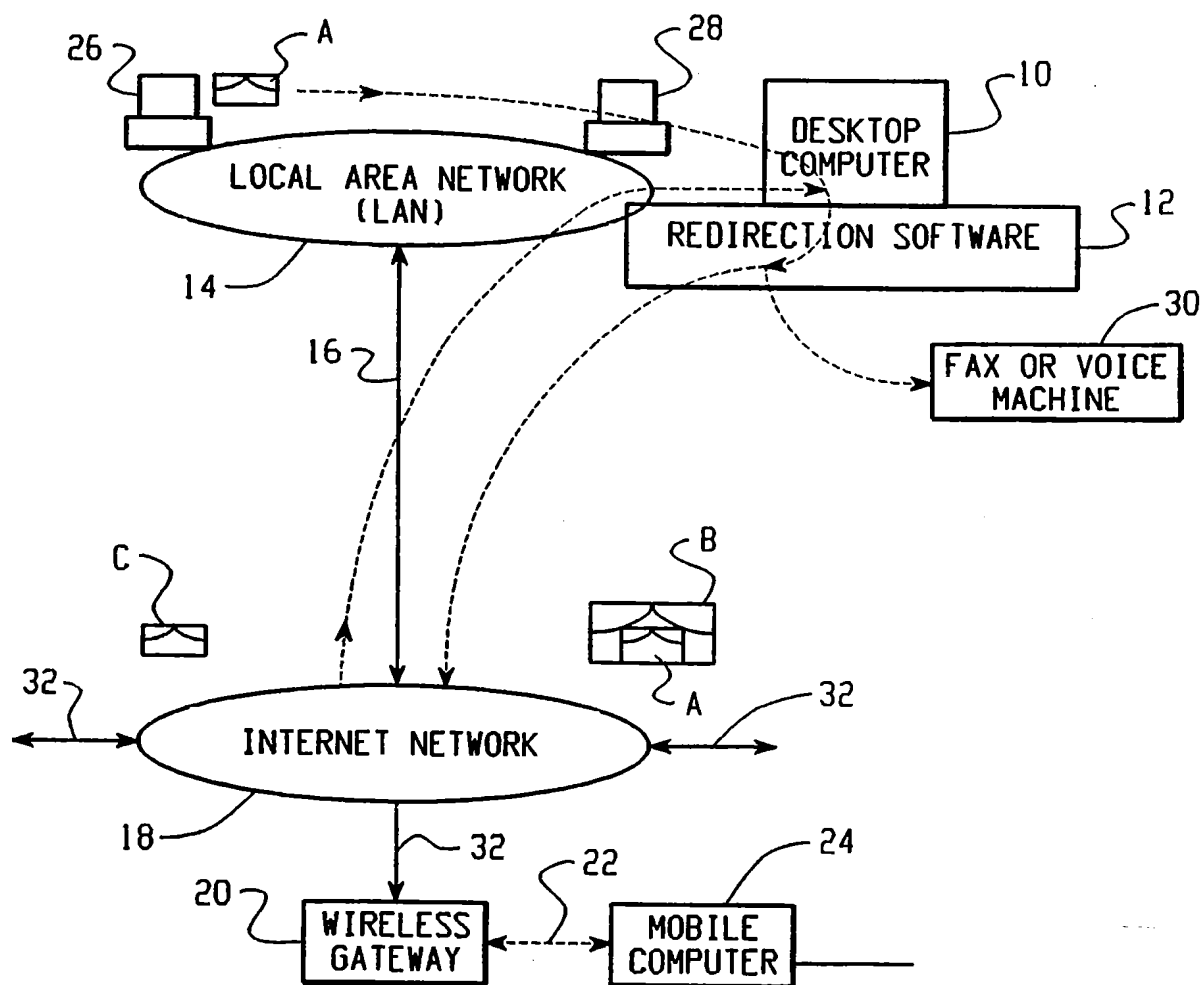 26
A
28
10
DESKTOP
COMPUTER
LOCAL AREA NETWORK
(LAN)
12
REDIRECTION SOFTWARE
14
30
16
FAX OR VOICE
MACHINE
C
B
A
32
32
INTERNET NETWORK
18
32
22
24
20
WIRELESS
GATEWAY
MOBILE
COMPUTER